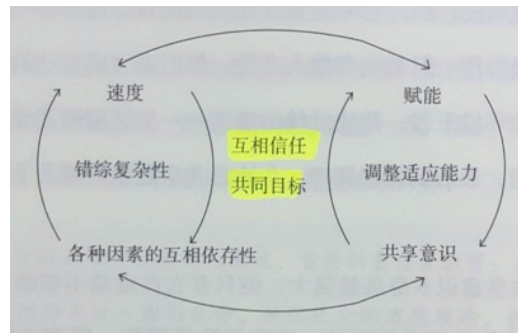 速度
赋能
互相信任
错综复杂性
共同目标
调整适应能力
各种因素的互相依存性
共享意识